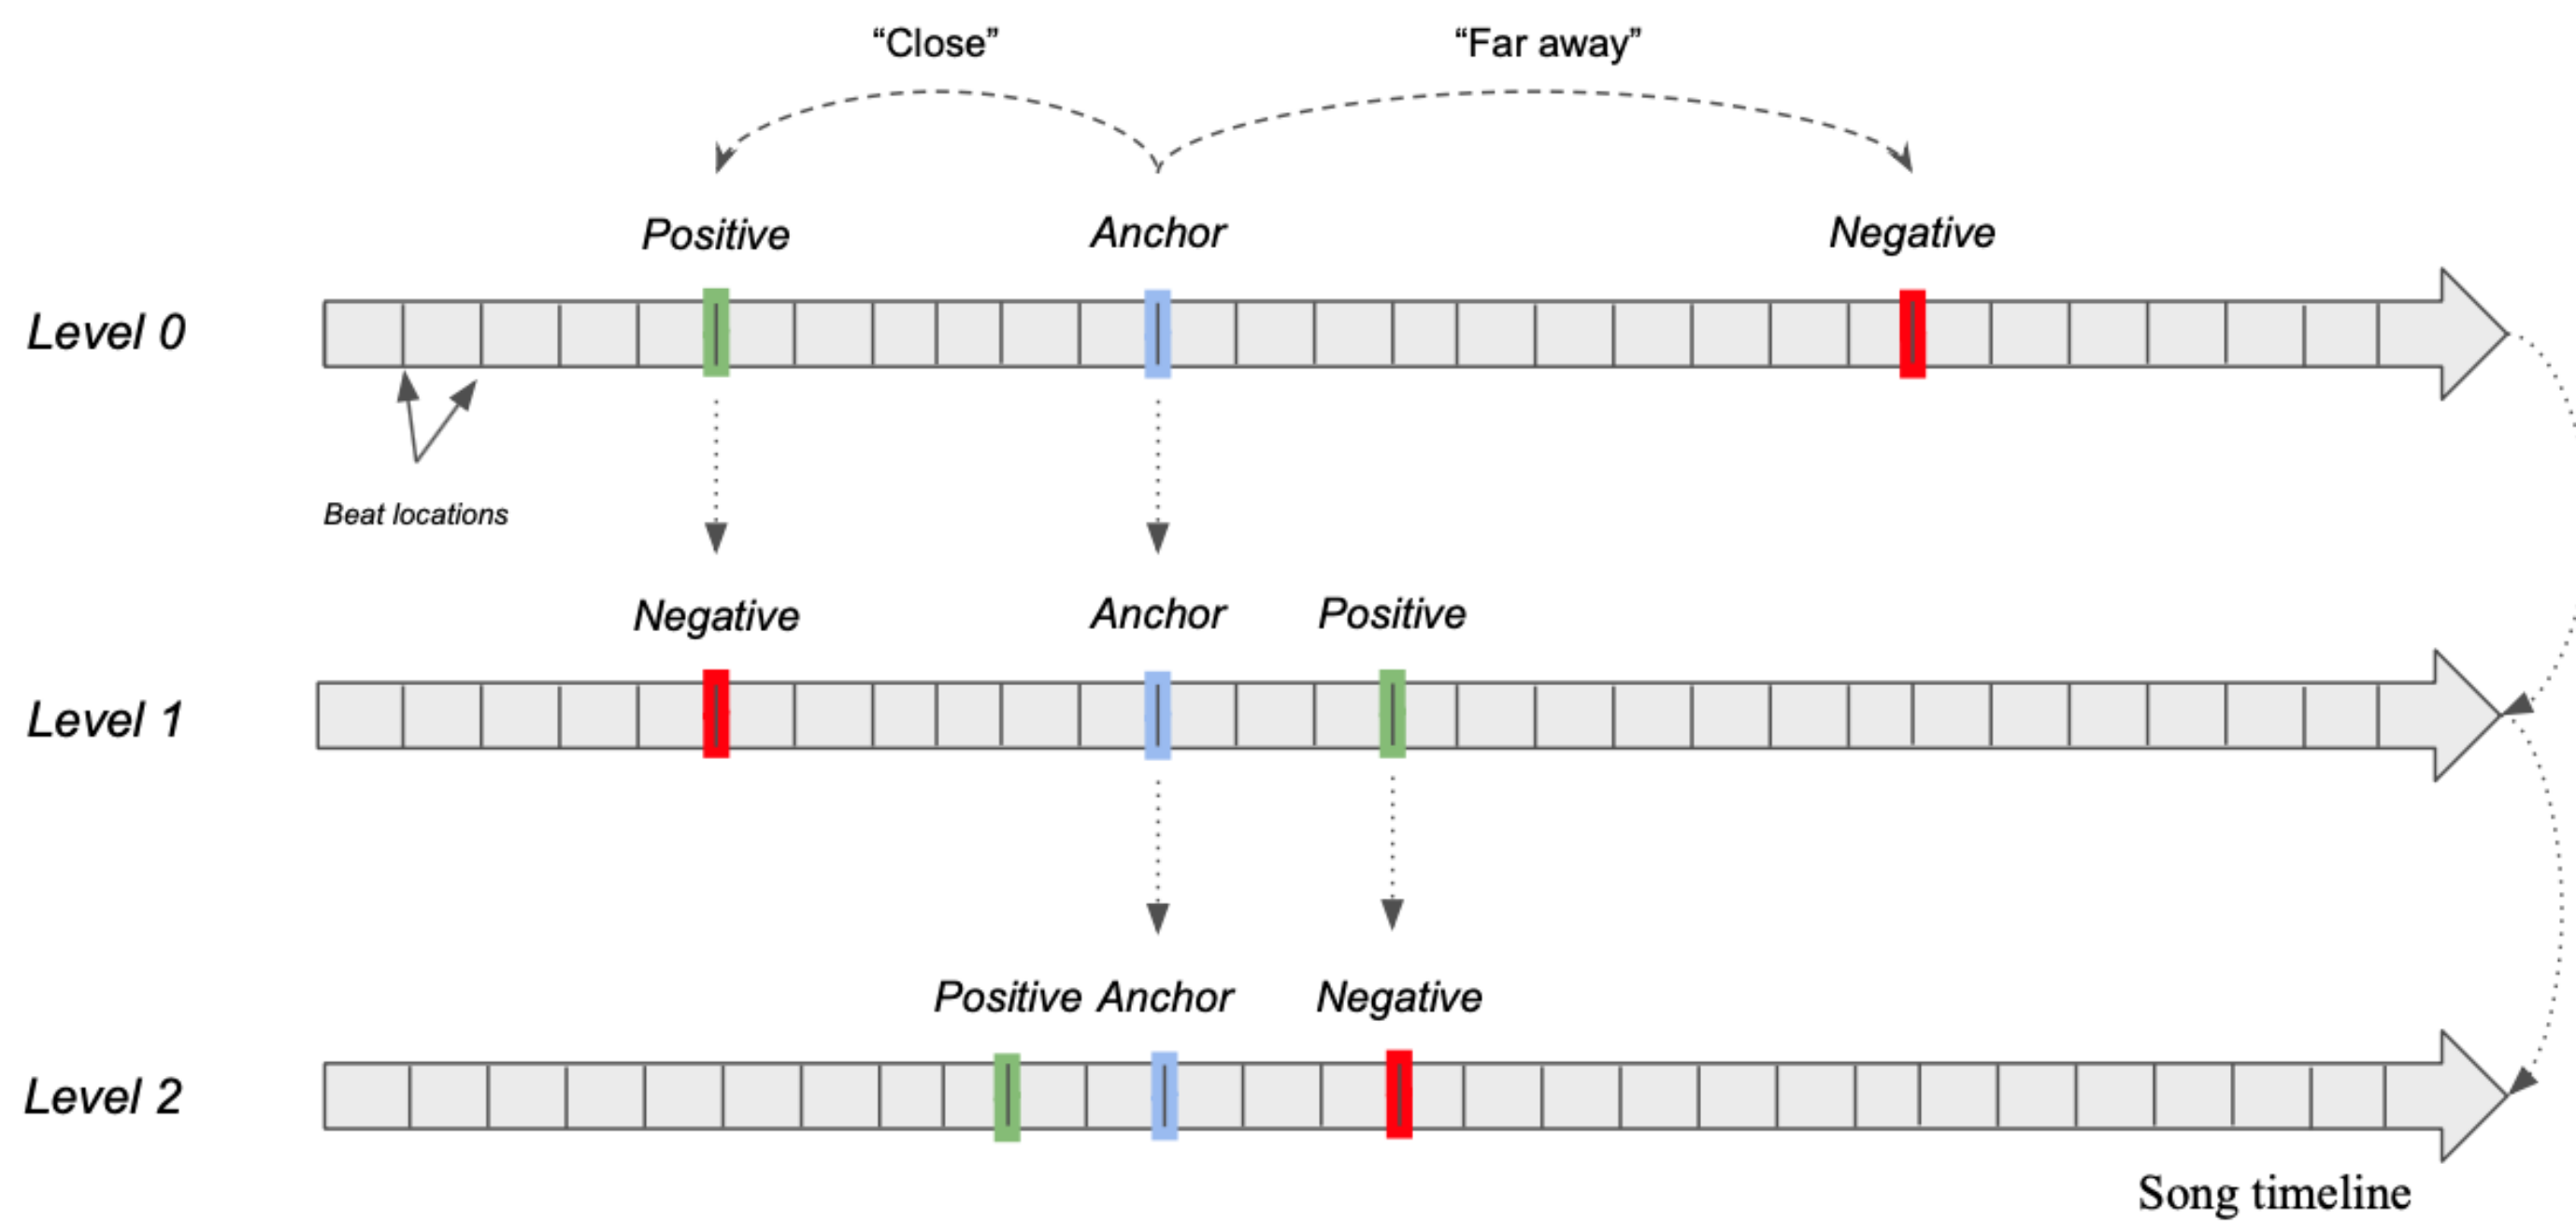 “Close”
“Far away”
Positive
Anchor
Negative
Level 0
Beat locations
Negative
Anchor
Positive
Level 1
Positive
Anchor
Negative
Level 2
Song timeline